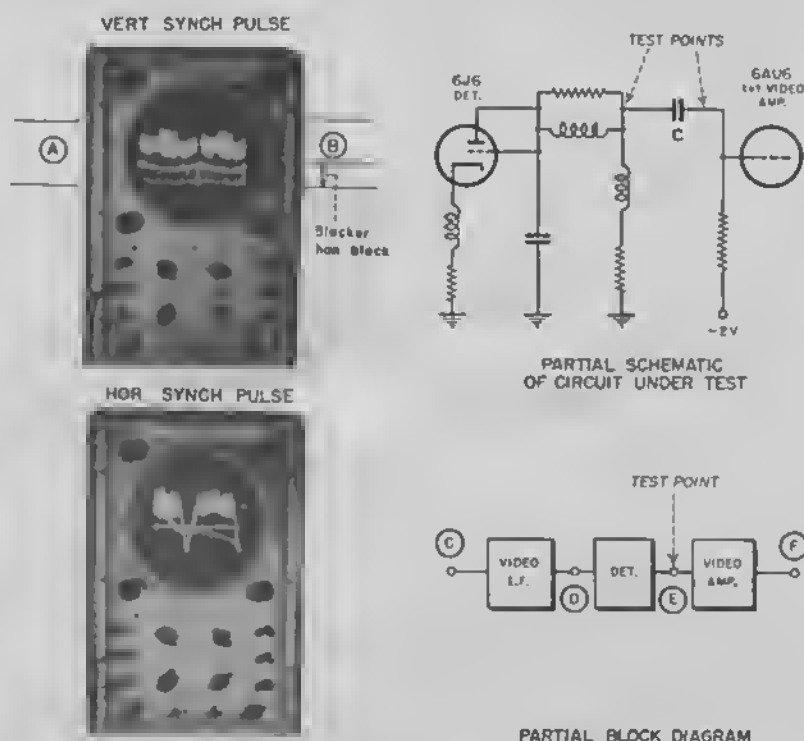 VERT SYNCH PULSE
A
B
Blacker
han black
HOR SYNCH PULSE
TEST POINTS
6J6
DET.
6AU6
1st VIDEO
AMP.
C
-2V
PARTIAL SCHEMATIC
OF CIRCUIT UNDER TEST
TEST POINT
C
VIDEO
I.F.
D
DET.
E
VIDEO
AMP.
F
PARTIAL BLOCK DIAGRAM